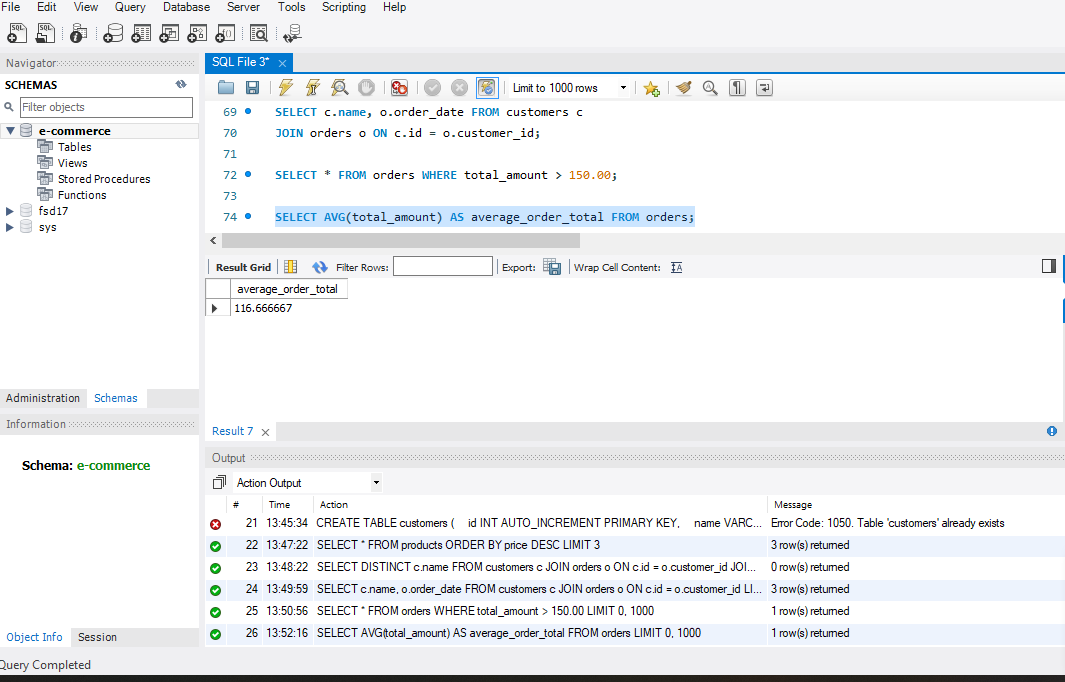 File Edit View Query Database Server Tools Scripting Help
Navigator
SCHEMAS
Filter objects
e-commerce
Tables
Views
Stored Procedures
Functions
fsd17
sys
Administration Schemas
Information
Schema: e-commerce
Object Info Session
SQL File 3*
Limit to 1000 rows
69 SELECT c.name, o.order_date FROM customers c
70 JOIN orders o ON c.id = o.customer_id;
71
72 SELECT * FROM orders WHERE total_amount > 150.00;
73
74 SELECT AVG(total_amount) AS average_order_total FROM orders;
Result Grid Filter Rows: Export: Wrap Cell Content:
average_order_total
116.666667
Result 7
Output
Action Output
# Time Action Message
21 13:45:34 CREATE TABLE customers ( id INT AUTO_INCREMENT PRIMARY KEY, name VARC... Error Code: 1050. Table 'customers' already exists
22 13:47:22 SELECT * FROM products ORDER BY price DESC LIMIT 3 3 row(s) returned
23 13:48:22 SELECT DISTINCT c.name FROM customers c JOIN orders o ON c.id = o.customer_id JOI... 0 row(s) returned
24 13:49:59 SELECT c.name, o.order_date FROM customers c JOIN orders o ON c.id = o.customer_id LI... 3 row(s) returned
25 13:50:56 SELECT * FROM orders WHERE total_amount > 150.00 LIMIT 0, 1000 1 row(s) returned
26 13:52:16 SELECT AVG(total_amount) AS average_order_total FROM orders LIMIT 0, 1000 1 row(s) returned
Query Completed